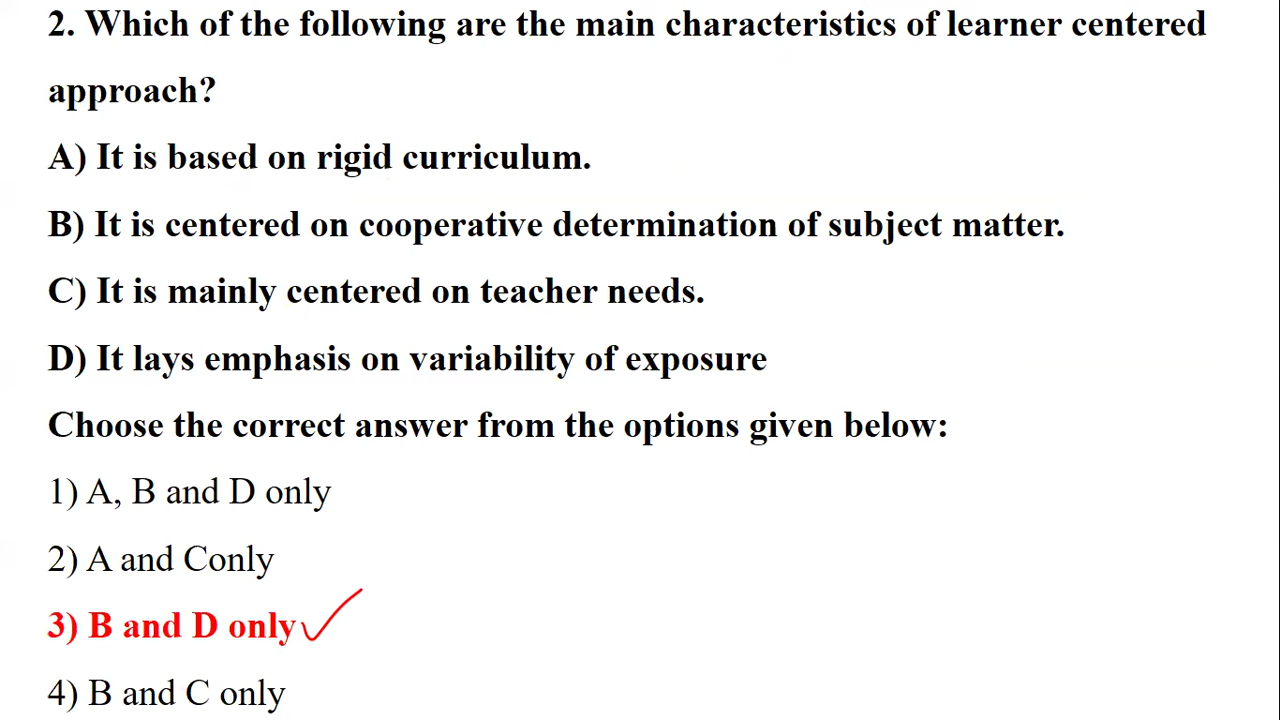 2. Which of the following are the main characteristics of learner centered
approach?
A) It is based on rigid curriculum.
B) It is centered on cooperative determination of subject matter.
C) It is mainly centered on teacher needs.
D) It lays emphasis on variability of exposure
Choose the correct answer from the options given below:
1) A, B and D only
2) A and Conly
3) B and D only
4) B and C only